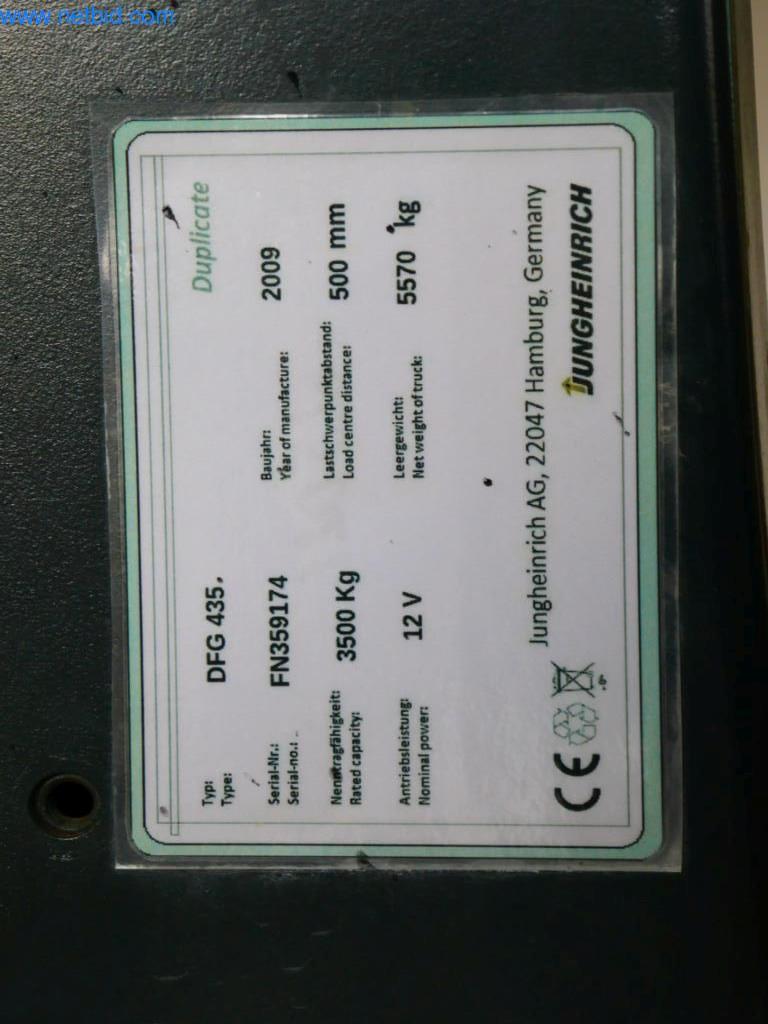 www.netbid.com
Duplicate
Typ: DFG 435.
Type:
Serial-Nr.: FN359174 Baujahr: 2009
Serial-no.: Year of manufacture:
Nenntragfähigkeit: 3500 Kg Lastschwerpunktabstand: 500 mm
Rated capacity: Load centre distance:
Antriebsleistung: 12 V Leergewicht: 5570 kg
Nominal power: Net weight of truck:
CE Jungheinrich AG, 22047 Hamburg, Germany
JUNGHEINRICH